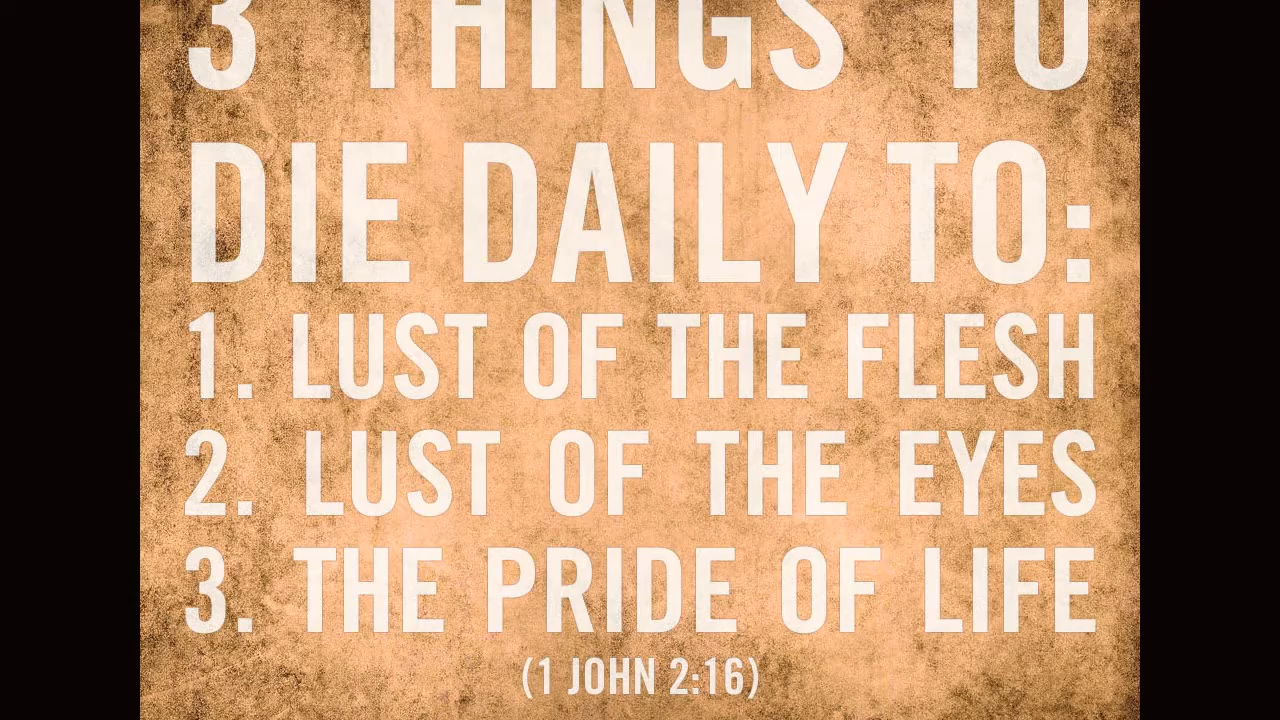 3 THINGS TO
DIE DAILY TO:
1. LUST OF THE FLESH
2. LUST OF THE EYES
3. THE PRIDE OF LIFE
(1 JOHN 2:16)